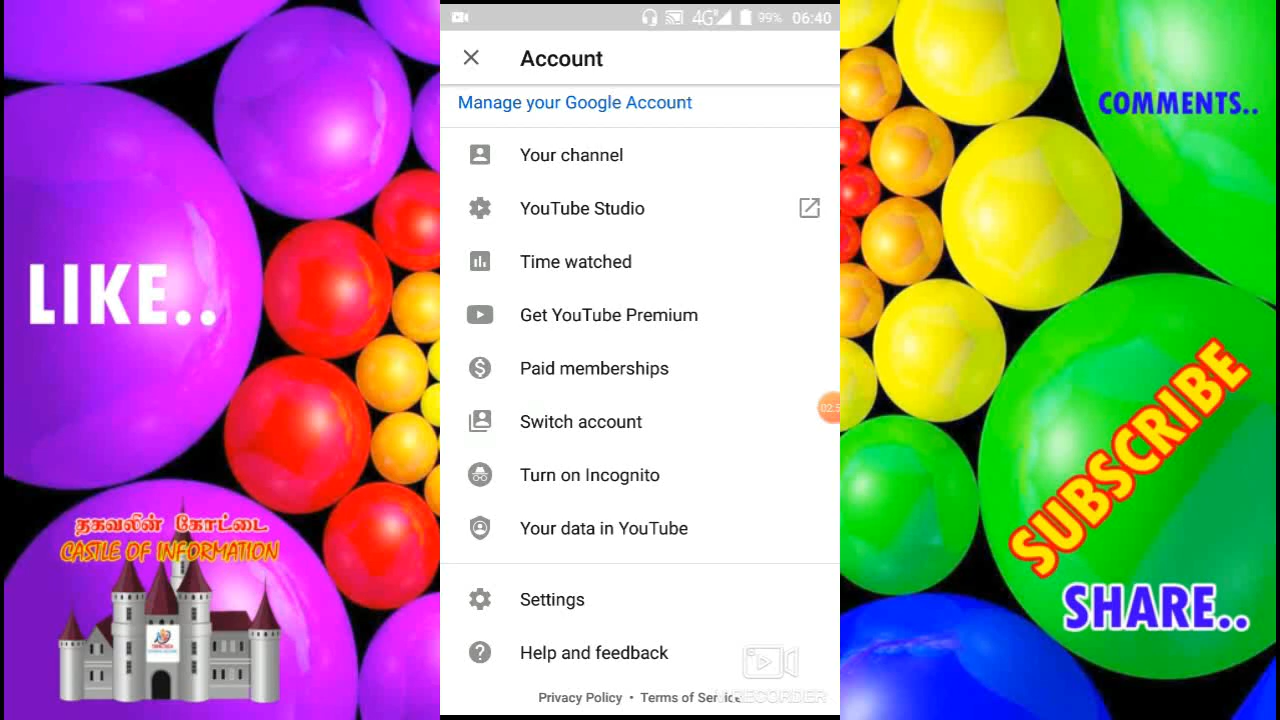 4G 99% 06:40
Account
Manage your Google Account
Your channel
YouTube Studio
Time watched
Get YouTube Premium
Paid memberships
Switch account
Turn on Incognito
Your data in YouTube
Settings
Help and feedback
Privacy Policy • Terms of Service
LIKE..
தகவலின் கோட்டை
CASTLE OF INFORMATION
COMMENTS..
SUBSCRIBE
SHARE..